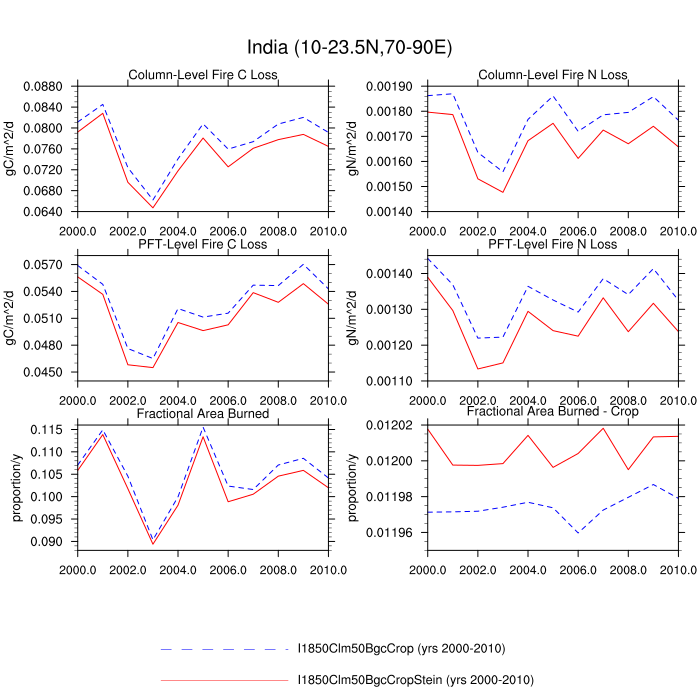 India (10-23.5N,70-90E)
Column-Level Fire C Loss
gC/m^2/d
0.0880
0.0840
0.0800
0.0760
0.0720
0.0680
0.0640
2000.0 2002.0 2004.0 2006.0 2008.0 2010.0
Column-Level Fire N Loss
gN/m^2/d
0.00190
0.00180
0.00170
0.00160
0.00150
0.00140
2000.0 2002.0 2004.0 2006.0 2008.0 2010.0
PFT-Level Fire C Loss
gC/m^2/d
0.0570
0.0540
0.0510
0.0480
0.0450
2000.0 2002.0 2004.0 2006.0 2008.0 2010.0
PFT-Level Fire N Loss
gN/m^2/d
0.00140
0.00130
0.00120
0.00110
2000.0 2002.0 2004.0 2006.0 2008.0 2010.0
Fractional Area Burned
proportion/y
0.115
0.110
0.105
0.100
0.095
0.090
2000.0 2002.0 2004.0 2006.0 2008.0 2010.0
Fractional Area Burned - Crop
proportion/y
0.01202
0.01200
0.01198
0.01196
2000.0 2002.0 2004.0 2006.0 2008.0 2010.0
I1850Clm50BgcCrop (yrs 2000-2010)
I1850Clm50BgcCropStein (yrs 2000-2010)